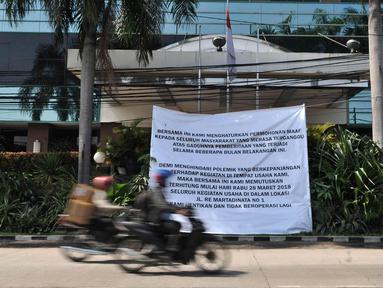 BERSAMA INI KAMI MENGHATURKAN PERMOHONAN MAAF
KEPADA SELURUH MASYARAKAT YANG MERASA TERGANGGU
ATAS GADUHNYA PEMBERITAAN YANG TERJADI
SELAMA BEBERAPA BULAN BELAKANGAN INI.
DEMI MENGHINDARI POLEMIK YANG BERKEPANJANGAN
TERHADAP KEGIATAN DI TEMPAT USAHA KAMI,
MAKA BERSAMA INI KAMI MEMUTUSKAN
TERHITUNG MULAI HARI RABU 28 MARET 2018
SELURUH KEGIATAN USAHA DI DALAM LOKASI
JL. RE MARTADINATA NO 1
KAMI HENTIKAN DAN TIDAK BEROPERASI LAGI